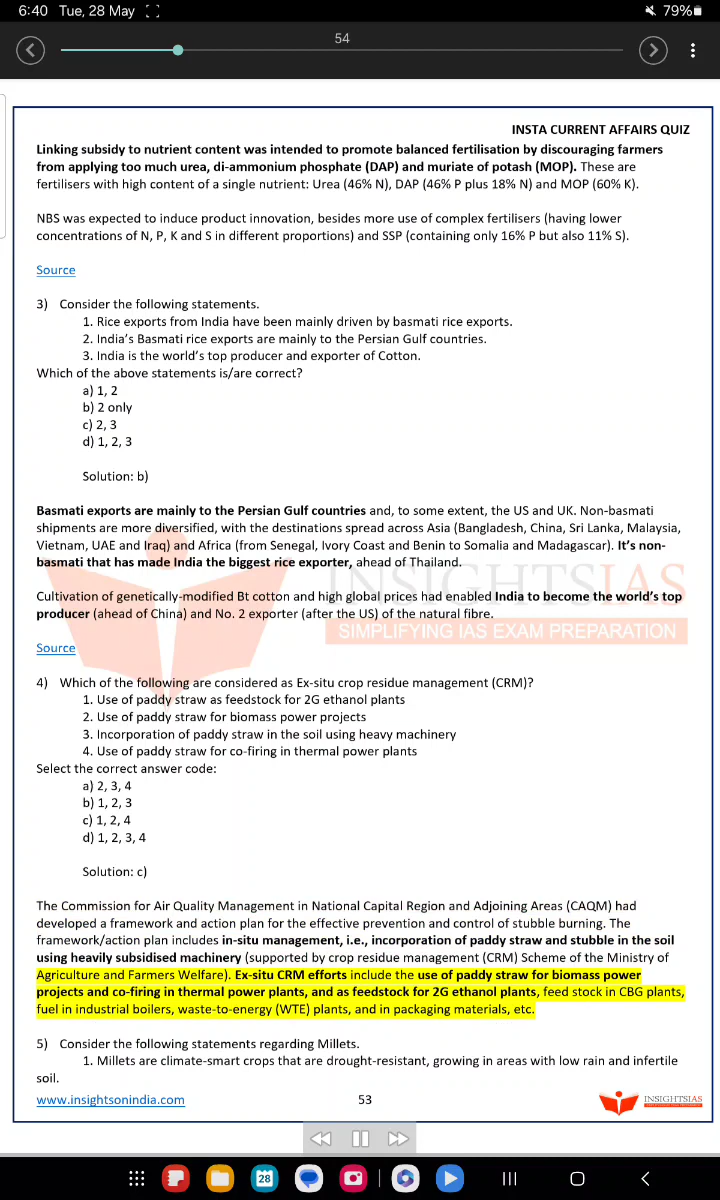 6:40 Tue, 28 May
79%
54
INSTA CURRENT AFFAIRS QUIZ
Linking subsidy to nutrient content was intended to promote balanced fertilisation by discouraging farmers
from applying too much urea, di-ammonium phosphate (DAP) and muriate of potash (MOP). These are
fertilisers with high content of a single nutrient: Urea (46% N), DAP (46% P plus 18% N) and MOP (60% K).
NBS was expected to induce product innovation, besides more use of complex fertilisers (having lower
concentrations of N, P, K and S in different proportions) and SSP (containing only 16% P but also 11% S).
Source
3) Consider the following statements.
1. Rice exports from India have been mainly driven by basmati rice exports.
2. India's Basmati rice exports are mainly to the Persian Gulf countries.
3. India is the world's top producer and exporter of Cotton.
Which of the above statements is/are correct?
a) 1, 2
b) 2 only
c) 2, 3
d) 1, 2, 3
Solution: b)
Basmati exports are mainly to the Persian Gulf countries and, to some extent, the US and UK. Non-basmati
shipments are more diversified, with the destinations spread across Asia (Bangladesh, China, Sri Lanka, Malaysia,
Vietnam, UAE and Iraq) and Africa (from Senegal, Ivory Coast and Benin to Somalia and Madagascar). It's non-
basmati that has made India the biggest rice exporter, ahead of Thailand.
INSIGHTSIAS
Cultivation of genetically-modified Bt cotton and high global prices had enabled India to become the world's top
producer (ahead of China) and No. 2 exporter (after the US) of the natural fibre.
SIMPLIFYING IAS EXAM PREPARATION
Source
4) Which of the following are considered as Ex-situ crop residue management (CRM)?
1. Use of paddy straw as feedstock for 2G ethanol plants
2. Use of paddy straw for biomass power projects
3. Incorporation of paddy straw in the soil using heavy machinery
4. Use of paddy straw for co-firing in thermal power plants
Select the correct answer code:
a) 2, 3, 4
b) 1, 2, 3
c) 1, 2, 4
d) 1, 2, 3, 4
Solution: c)
The Commission for Air Quality Management in National Capital Region and Adjoining Areas (CAQM) had
developed a framework and action plan for the effective prevention and control of stubble burning. The
framework/action plan includes in-situ management, i.e., incorporation of paddy straw and stubble in the soil
using heavily subsidised machinery (supported by crop residue management (CRM) Scheme of the Ministry of
Agriculture and Farmers Welfare). Ex-situ CRM efforts include the use of paddy straw for biomass power
projects and co-firing in thermal power plants, and as feedstock for 2G ethanol plants, feed stock in CBG plants,
fuel in industrial boilers, waste-to-energy (WTE) plants, and in packaging materials, etc.
5) Consider the following statements regarding Millets.
1. Millets are climate-smart crops that are drought-resistant, growing in areas with low rain and infertile
soil.
www.insightsonindia.com
53
INSIGHTSIAS
28